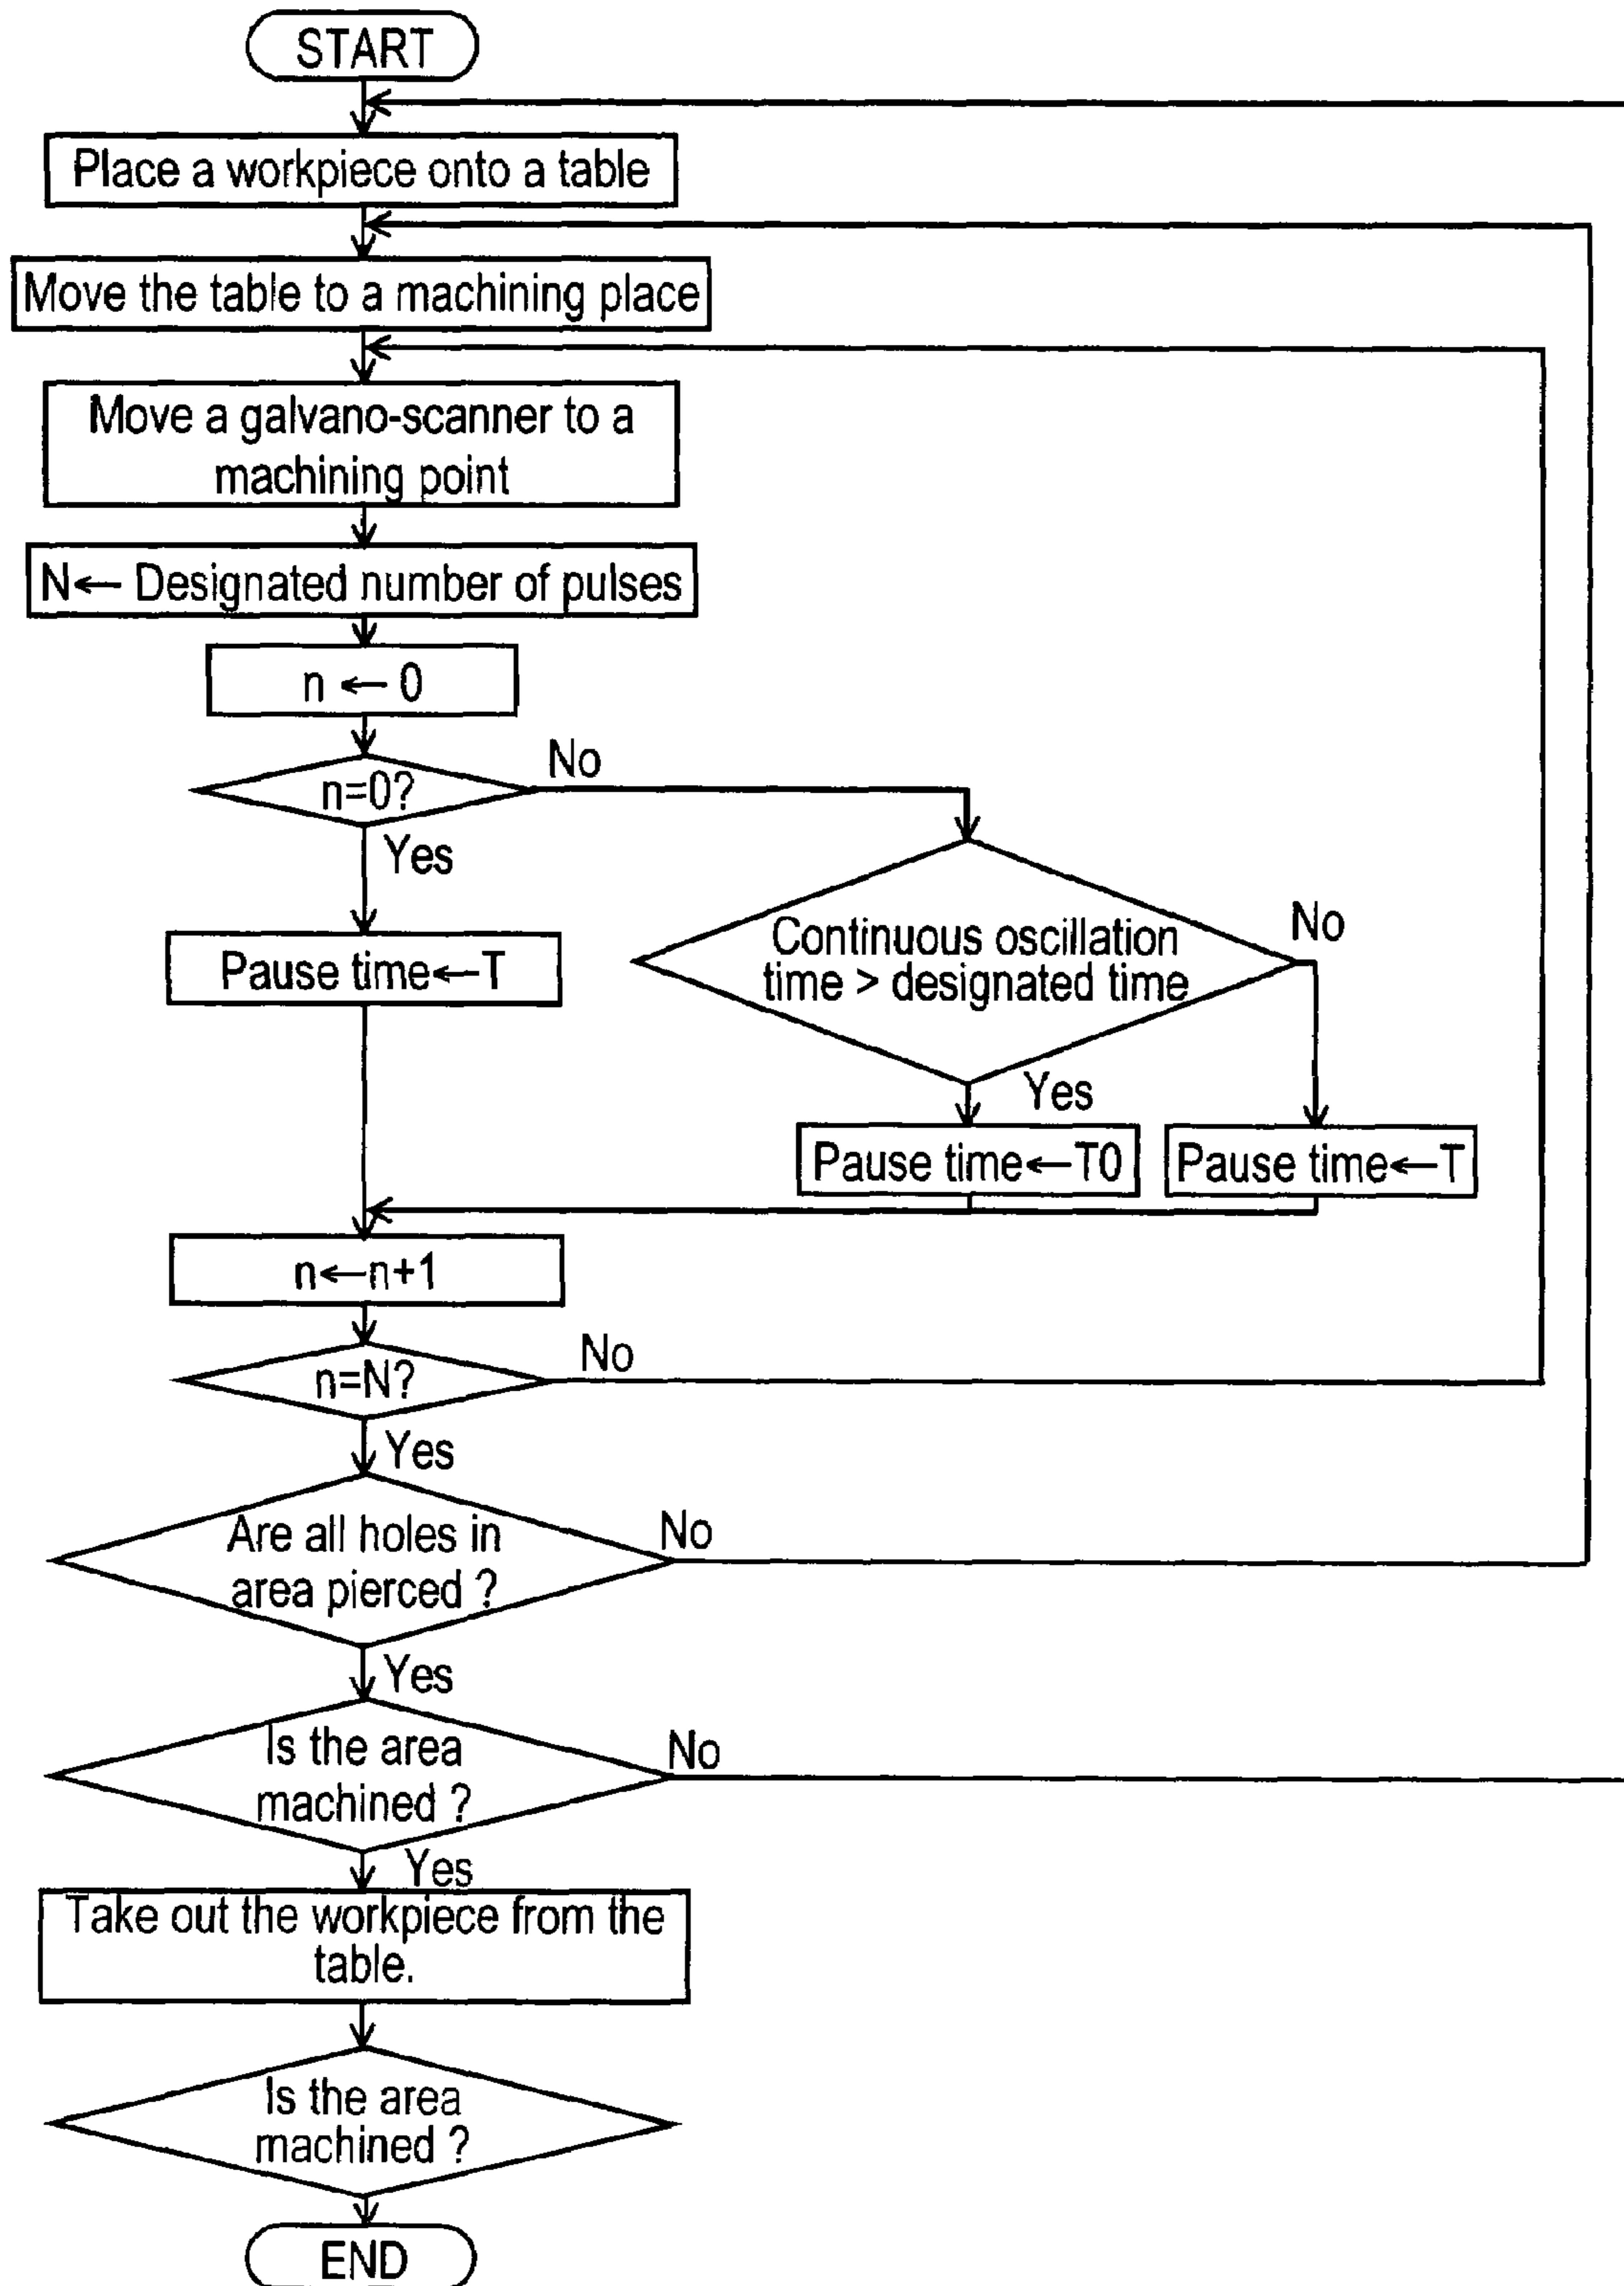 START
Place a workpiece onto a table
Move the table to a machining place
Move a galvano-scanner to a
machining point
N← Designated number of pulses
n ← 0
n=0?
No
Yes
Continuous oscillation
time > designated time
No
Pause time←T
Yes
Pause time←T0
Pause time←T
n←n+1
n=N?
No
Yes
Are all holes in
area pierced ?
No
Yes
Is the area
machined ?
No
Yes
Take out the workpiece from the
table.
Is the area
machined ?
END